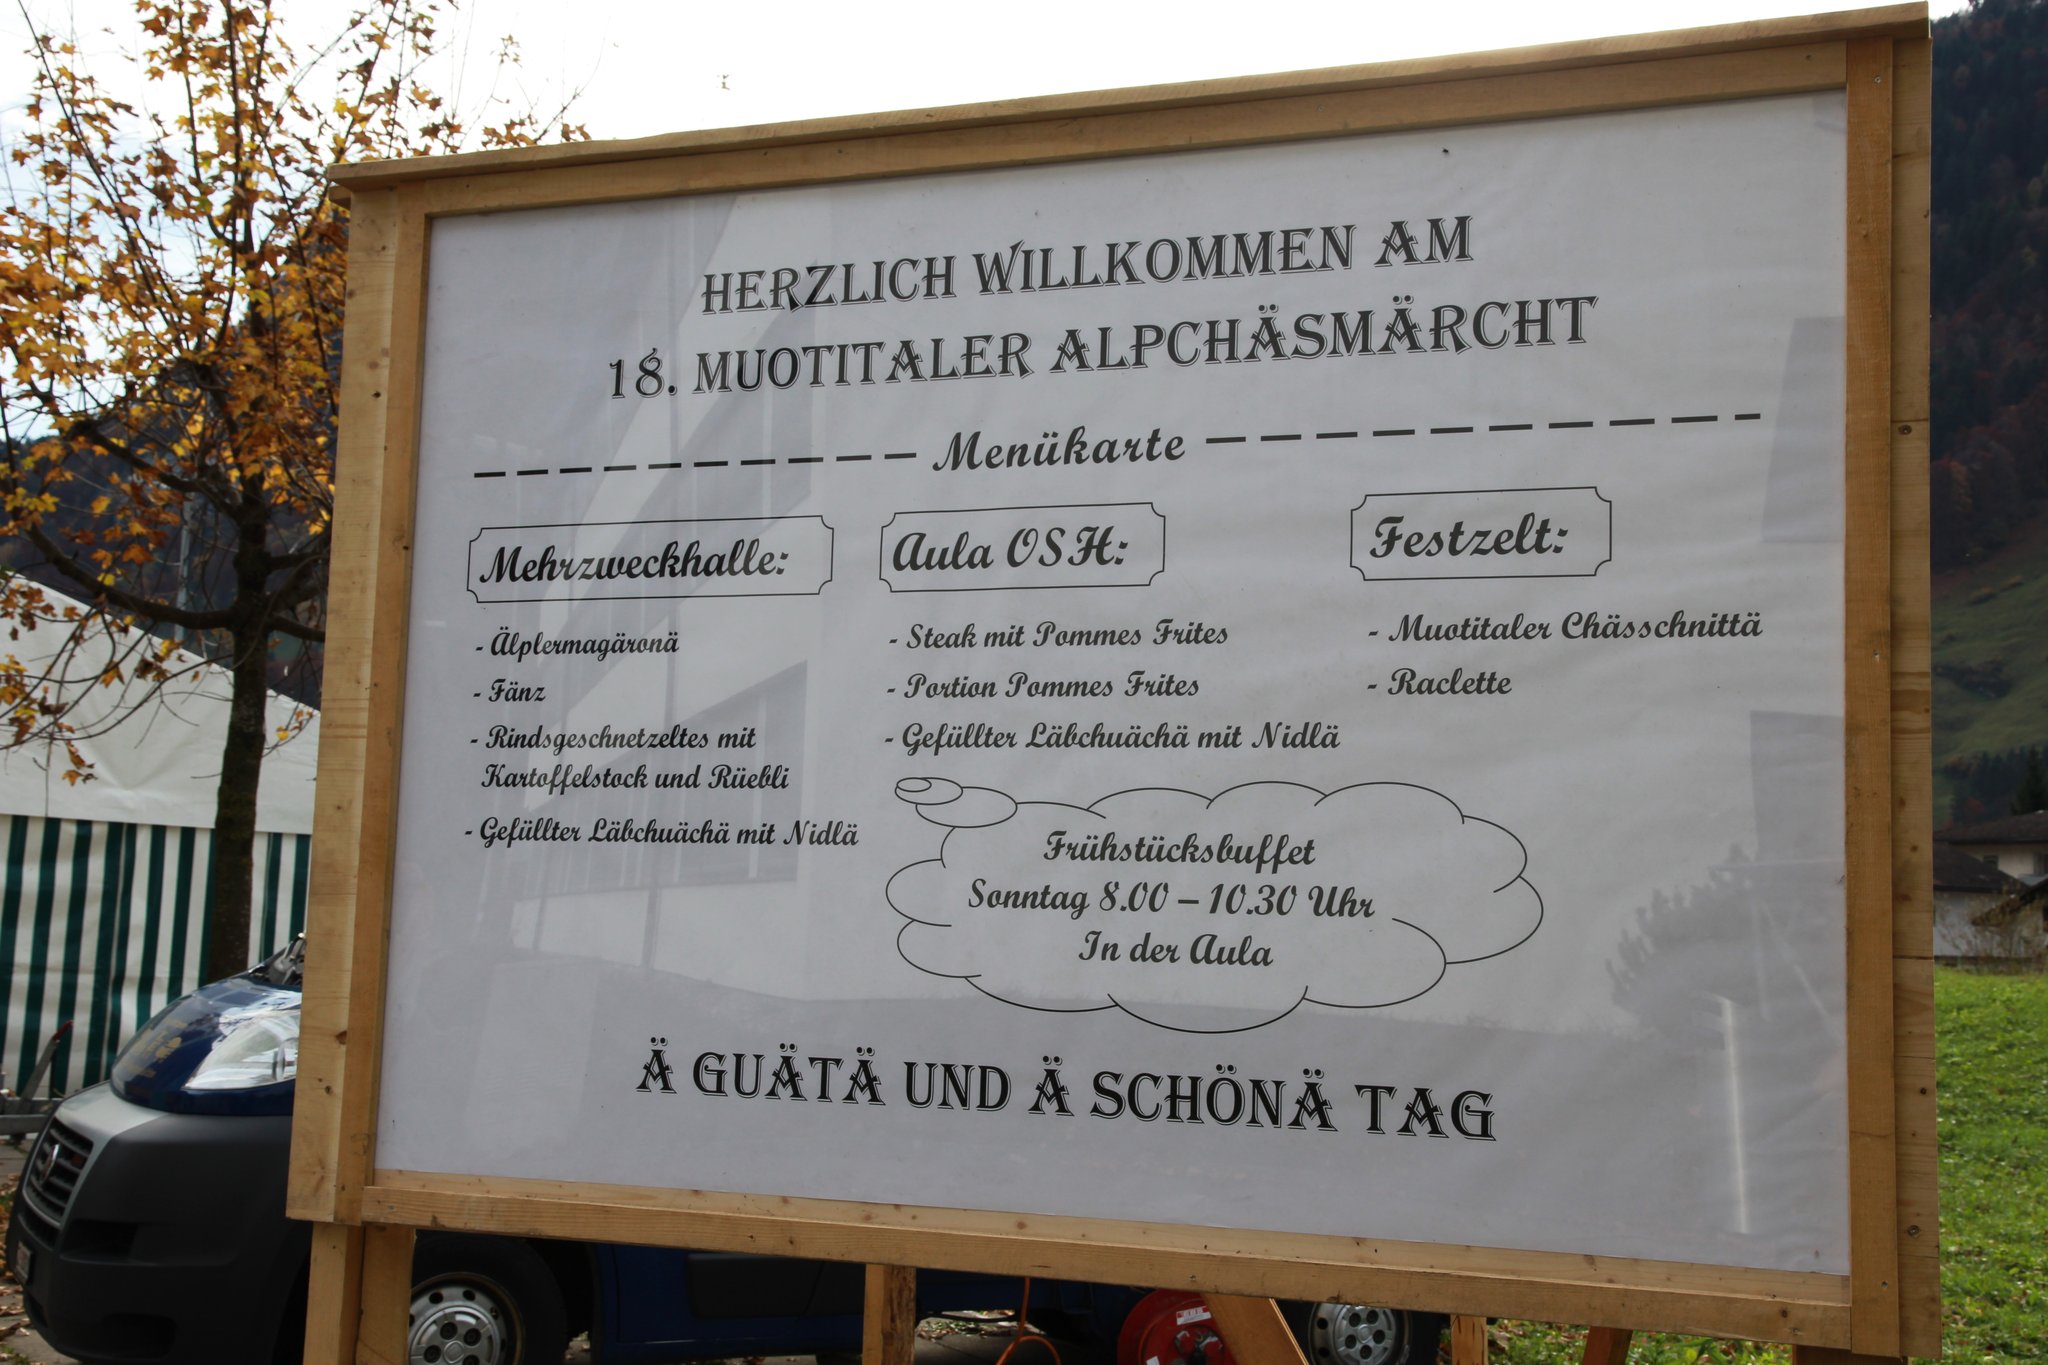 HERZLICH WILLKOMMEN AM
18. MUOTITALER ALPCHÄSMÄRCHT
Menükarte
Mehrzweckhalle:
- Älplermagäronä
- Fänz
- Rindsgeschnetzeltes mit
Kartoffelstock und Rüebli
- Gefüllter Läbchuächä mit Nidlä
Aula OSH:
- Steak mit Pommes Frites
- Portion Pommes Frites
- Gefüllter Läbchuächä mit Nidlä
Festzelt:
- Muotitaler Chässchnittä
- Raclette
Frühstücksbuffet
Sonntag 8.00 – 10.30 Uhr
In der Aula
Ä GUÄTÄ UND Ä SCHÖNÄ TAG